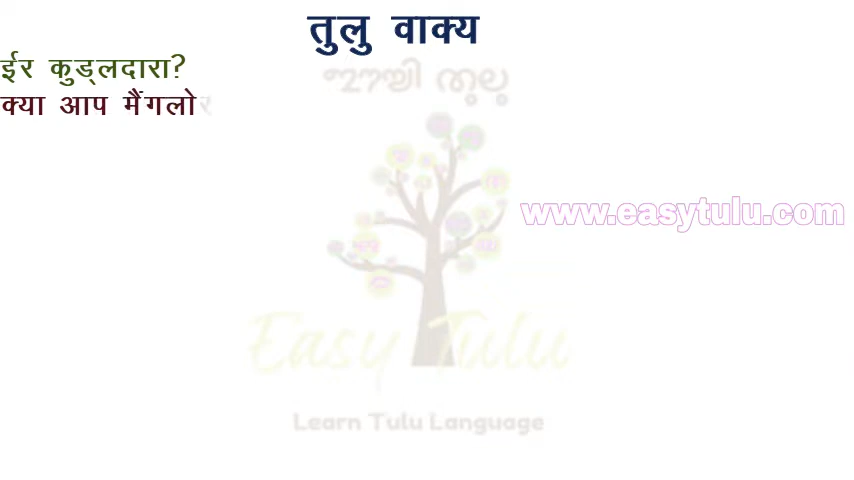 तुलु वाक्य
ईर कुड्लदारा?
क्या आप मैंगलोर
www.easytulu.com
Easy Tulu
Learn Tulu Language